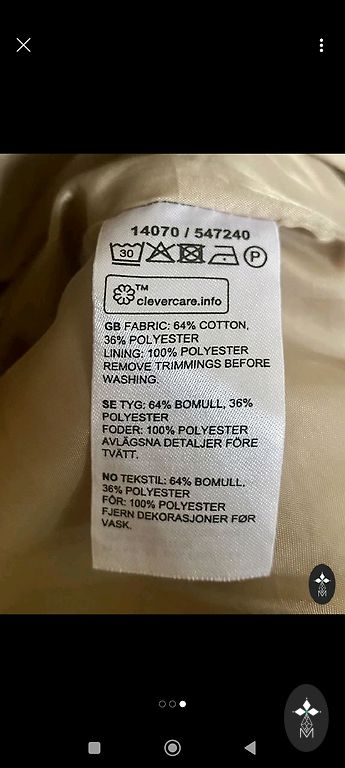 14070 / 547240
30 P
TM
clevercare.info
GB FABRIC: 64% COTTON,
36% POLYESTER
LINING: 100% POLYESTER
REMOVE TRIMMINGS BEFORE
WASHING.
SE TYG: 64% BOMULL, 36%
POLYESTER
FODER: 100% POLYESTER
AVLÄGSNA DETALJER FÖRE
TVÄTT.
NO TEKSTIL: 64% BOMULL,
36% POLYESTER
FÔR: 100% POLYESTER
FJERN DEKORASJONER FØR
VASK.
M
M